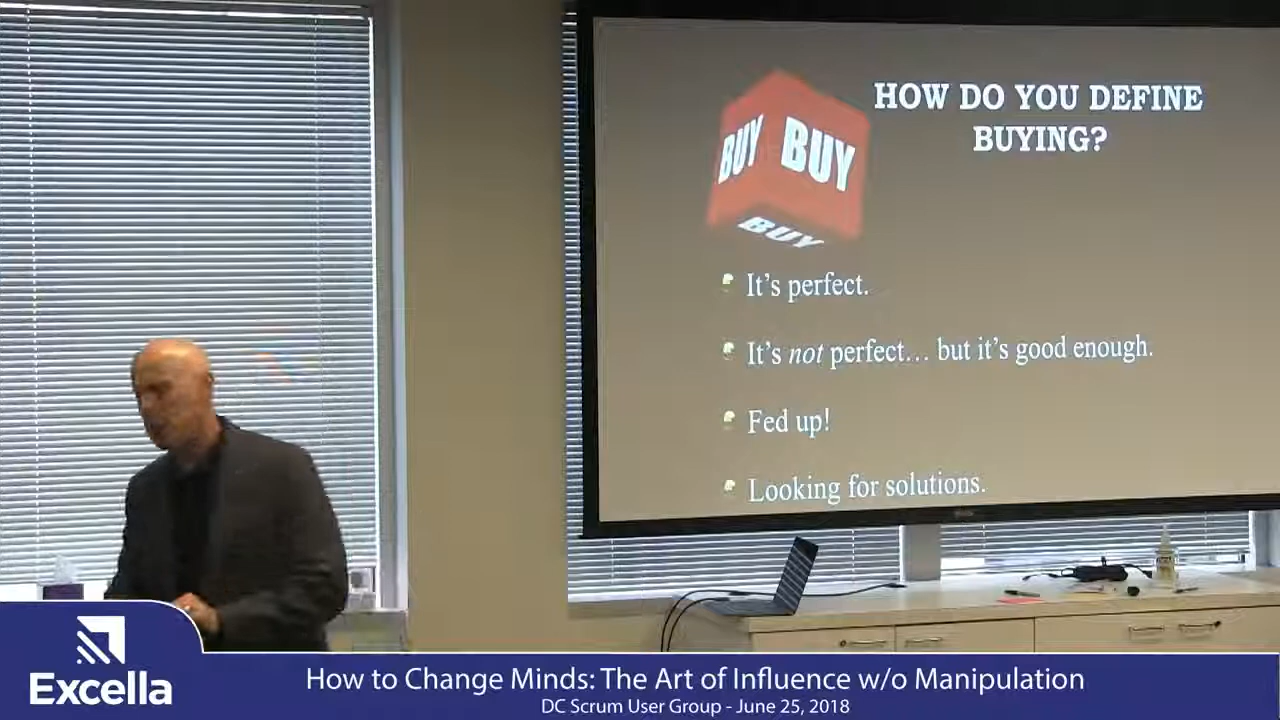 HOW DO YOU DEFINE
BUYING?
BUY BUY
BUY
It's perfect.
It's not perfect... but it's good enough.
Fed up!
Looking for solutions.
Excella
How to Change Minds: The Art of Influence w/o Manipulation
DC Scrum User Group - June 25, 2018